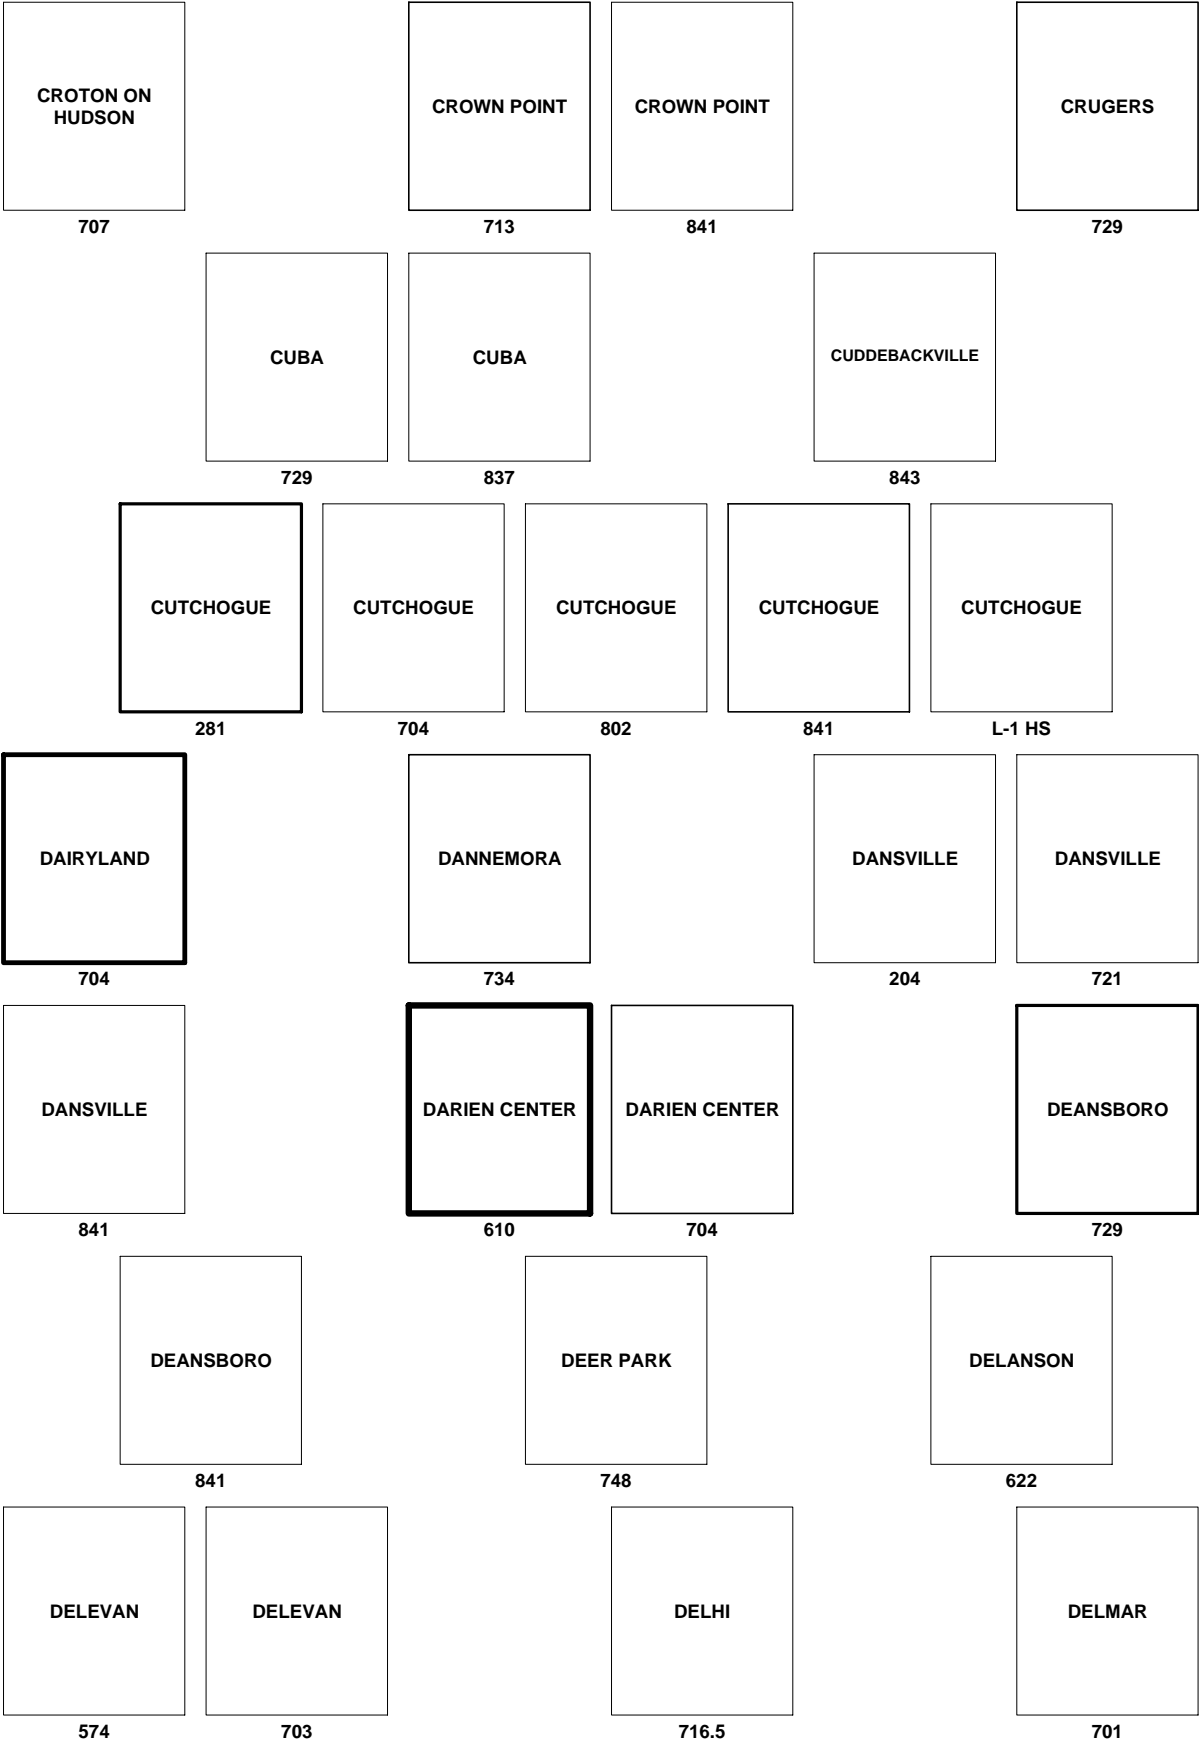 CROTON ON
HUDSON
CROWN POINT
CROWN POINT
CRUGERS
707
713
841
729
CUBA
CUBA
CUDDEBACKVILLE
729
837
843
CUTCHOGUE
CUTCHOGUE
CUTCHOGUE
CUTCHOGUE
CUTCHOGUE
281
704
802
841
L-1 HS
DAIRYLAND
DANNEMORA
DANSVILLE
DANSVILLE
704
734
204
721
DANSVILLE
DARIEN CENTER
DARIEN CENTER
DEANSBORO
841
610
704
729
DEANSBORO
DEER PARK
DELANSON
841
748
622
DELEVAN
DELEVAN
DELHI
DELMAR
574
703
716.5
701